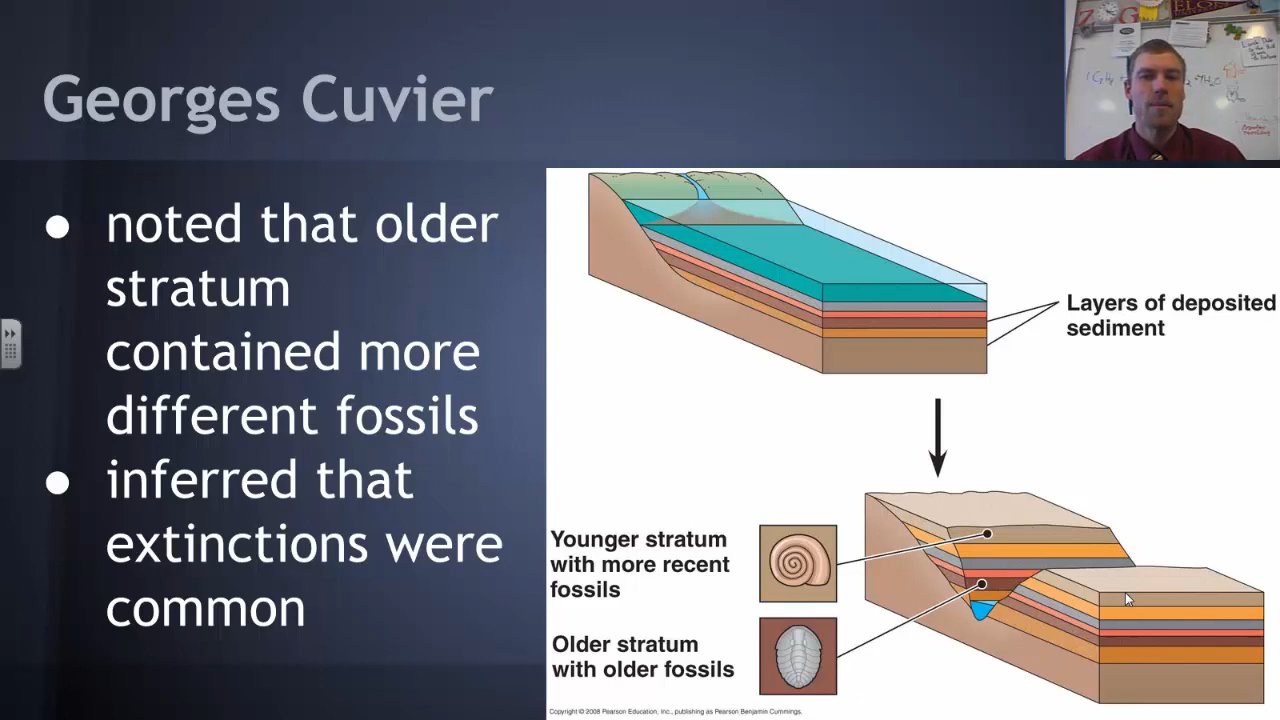 Georges Cuvier
● noted that older
stratum
contained more
different fossils
● inferred that
extinctions were
common
Layers of deposited
sediment
Younger stratum
with more recent
fossils
Older stratum
with older fossils
Copyright © 2008 Pearson Education, Inc., publishing as Pearson Benjamin Cummings.